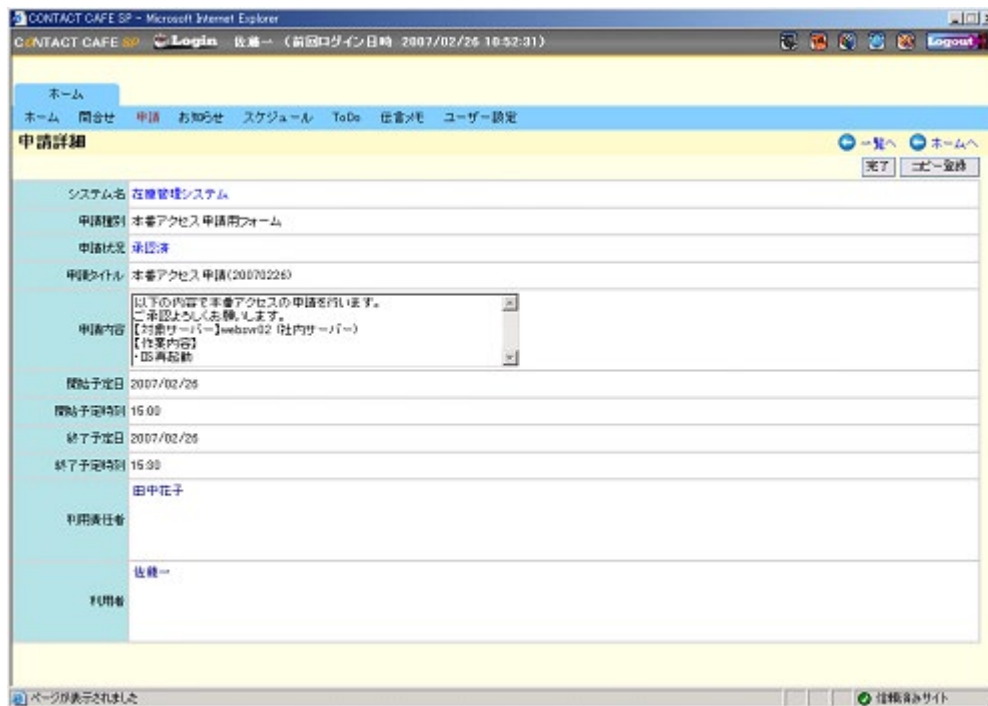 CONTACT CAFE SP - Microsoft Internet Explorer
CONTACT CAFE SP Login 佐藤一 (前回ログイン日時 2007/02/26 10:52:31) Logout
ホーム
ホーム 問合せ 申請 お知らせ スケジュール ToDo 伝言メモ ユーザー設定
申請詳細 一覧へ ホームへ
完了 コピー登録
システム名 在庫管理システム
申請種別 本番アクセス申請用フォーム
申請状況 承認済
申請タイトル 本番アクセス申請(20070226)
申請内容
以下の内容で本番アクセスの申請を行います。
ご承認よろしくお願いします。
【対象サーバー】websvr02 (社内サーバー)
【作業内容】
・OS再起動
開始予定日 2007/02/26
開始予定時刻 15:00
終了予定日 2007/02/26
終了予定時刻 15:30
利用責任者 田中花子
利用者 佐藤一
ページが表示されました 信頼済みサイト